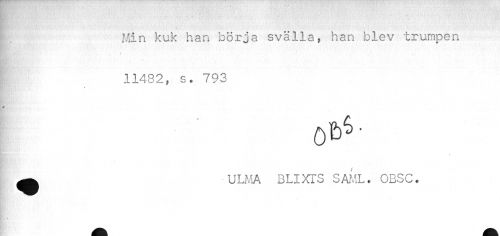 Min kuk han börja svälla, han blev trumpen
11482, s. 793
OBS.
ULMA BLIXTS SAML. OBSC.